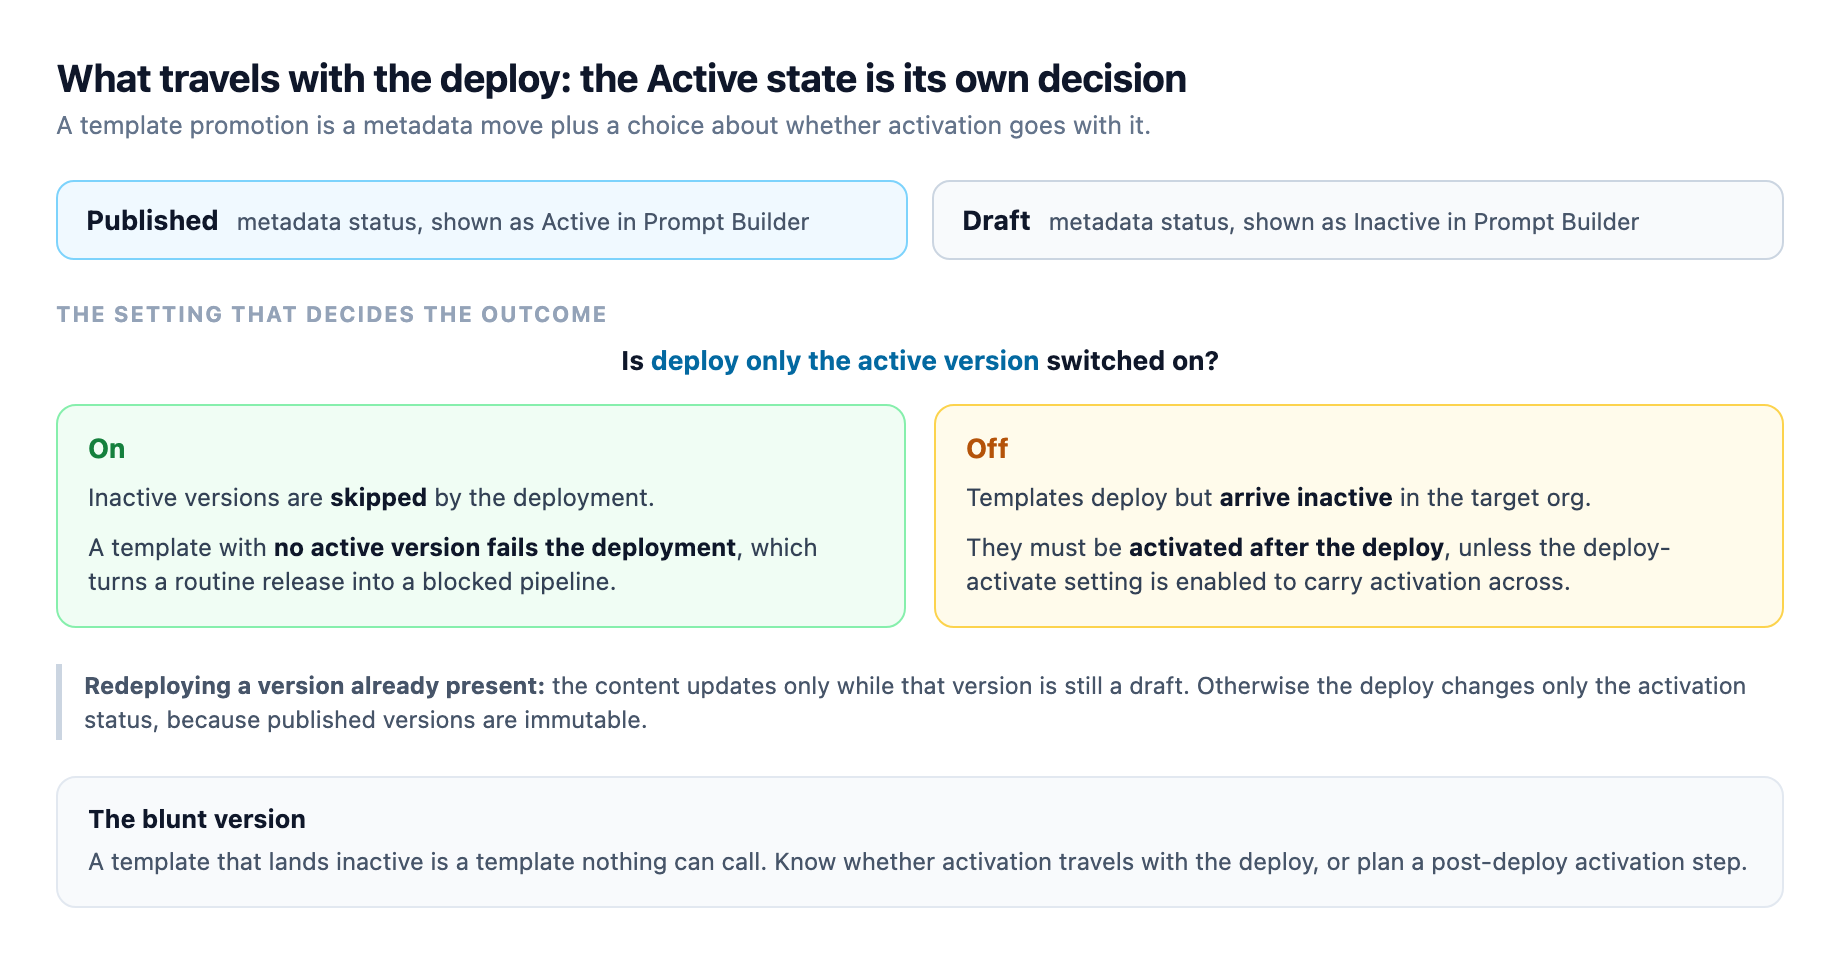 What travels with the deploy: the Active state is its own decision
A template promotion is a metadata move plus a choice about whether activation goes with it.
Published metadata status, shown as Active in Prompt Builder
Draft metadata status, shown as Inactive in Prompt Builder
THE SETTING THAT DECIDES THE OUTCOME
Is deploy only the active version switched on?
On
Inactive versions are skipped by the deployment.
A template with no active version fails the deployment, which
turns a routine release into a blocked pipeline.
Off
Templates deploy but arrive inactive in the target org.
They must be activated after the deploy, unless the deploy-
activate setting is enabled to carry activation across.
Redeploying a version already present: the content updates only while that version is still a draft. Otherwise the deploy changes only the activation
status, because published versions are immutable.
The blunt version
A template that lands inactive is a template nothing can call. Know whether activation travels with the deploy, or plan a post-deploy activation step.